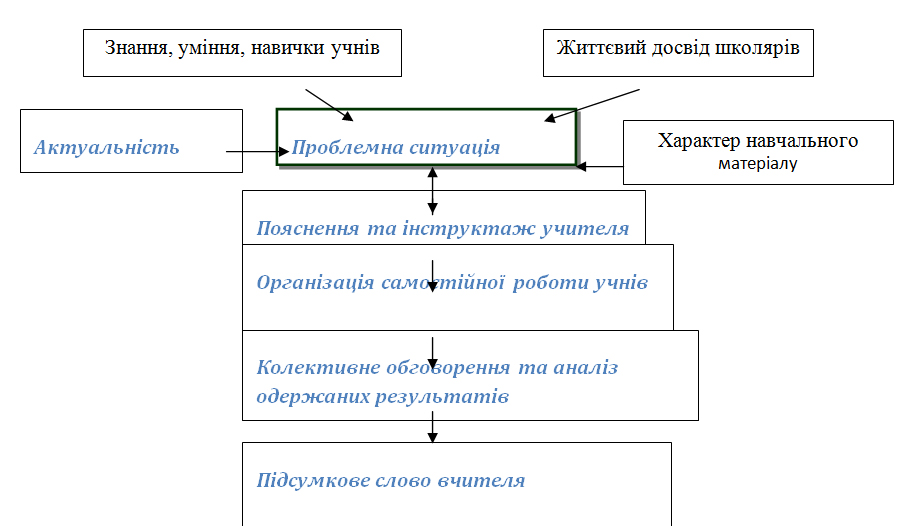 Знання, уміння, навички учнів
Життєвий досвід школярів
Актуальність
Проблемна ситуація
Характер навчального
матеріалу
Пояснення та інструктаж учителя
Організація самостійної роботи учнів
Колективне обговорення та аналіз
одержаних результатів
Підсумкове слово вчителя